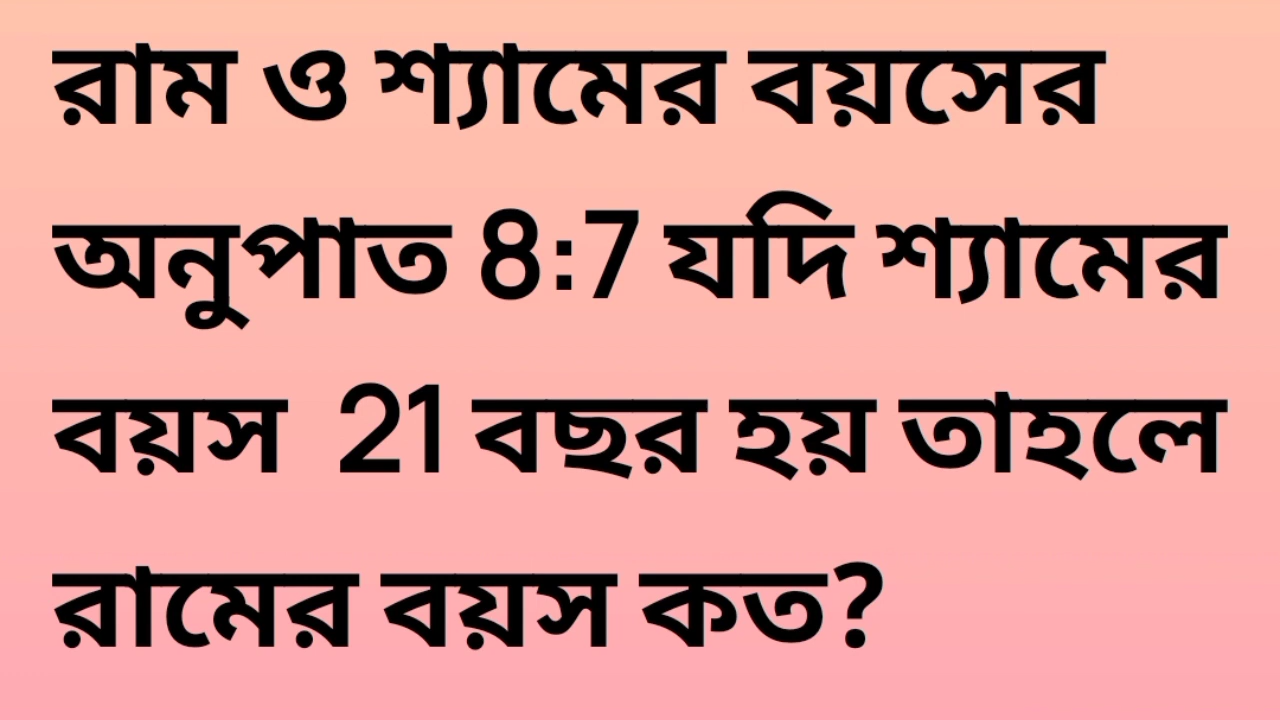 রাম ও শ্যামের বয়সের
অনুপাত 8:7 যদি শ্যামের
বয়স 21 বছর হয় তাহলে
রামের বয়স কত?